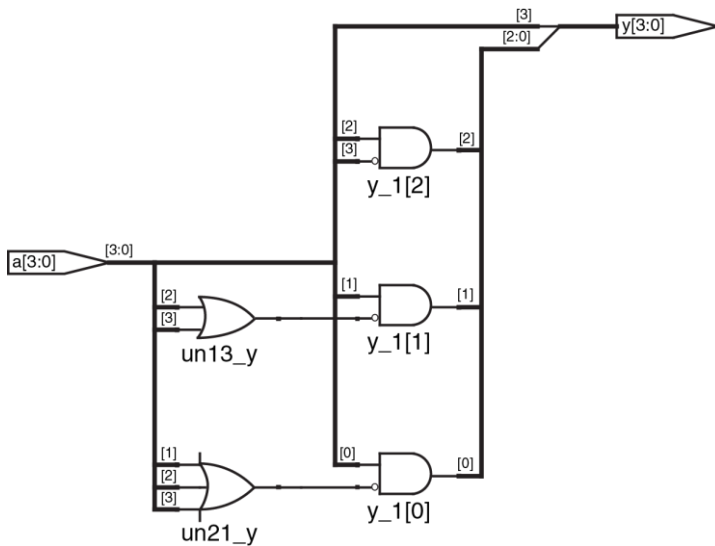 [3]
y[3:0]
[2:0]
[2]
[3]
[2]
y_1[2]
a[3:0]
[3:0]
[1]
[1]
[2]
[3]
un13_y
y_1[1]
[1]
[2]
[3]
[0]
[0]
un21_y
y_1[0]